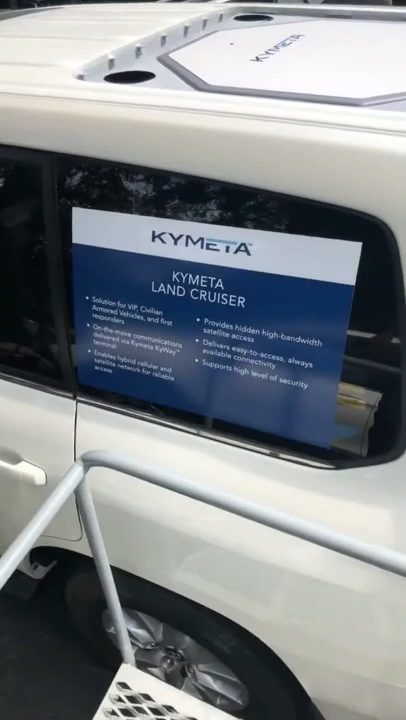 KYMETA
KYMETA™
KYMETA
LAND CRUISER
• Solution for VIP, Civilian
Armored Vehicles, and first
responders
• On-the-move communications
delivered via Kymeta KyWay™
terminal
• Enables hybrid cellular and
satellite network for reliable
access
• Provides hidden high-bandwidth
satellite access
• Delivers easy-to-access, always
available connectivity
• Supports high level of security